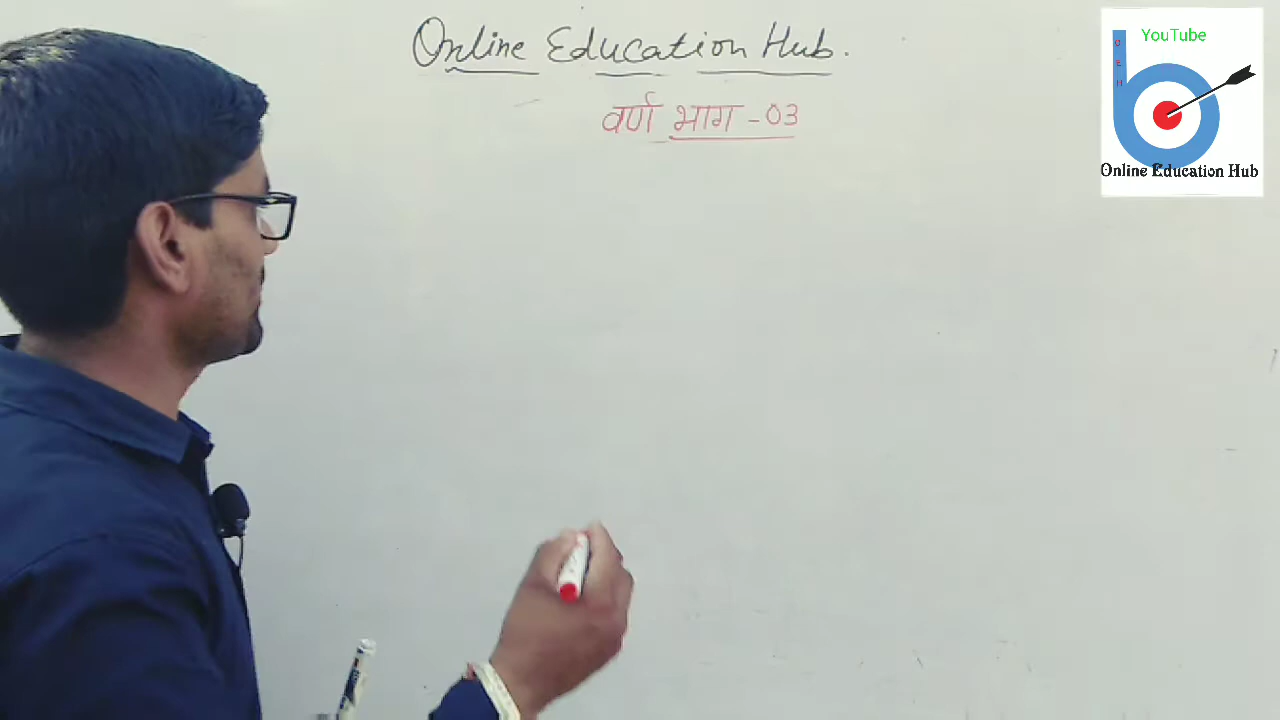 Online Education Hub.
वर्ण भाग -03
YouTube
O
E
H
Online Education Hub